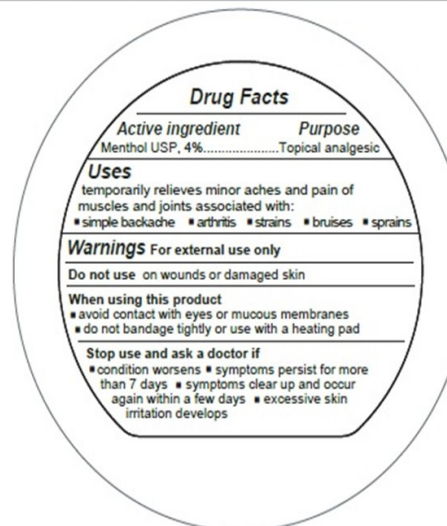 Drug Facts
Active ingredient Purpose
Menthol USP, 4%......................Topical analgesic
Uses
temporarily relieves minor aches and pain of
muscles and joints associated with:
▪ simple backache ▪ arthritis ▪ strains ▪ bruises ▪ sprains
Warnings For external use only
Do not use on wounds or damaged skin
When using this product
▪ avoid contact with eyes or mucous membranes
▪ do not bandage tightly or use with a heating pad
Stop use and ask a doctor if
▪ condition worsens ▪ symptoms persist for more
than 7 days ▪ symptoms clear up and occur
again within a few days ▪ excessive skin
irritation develops